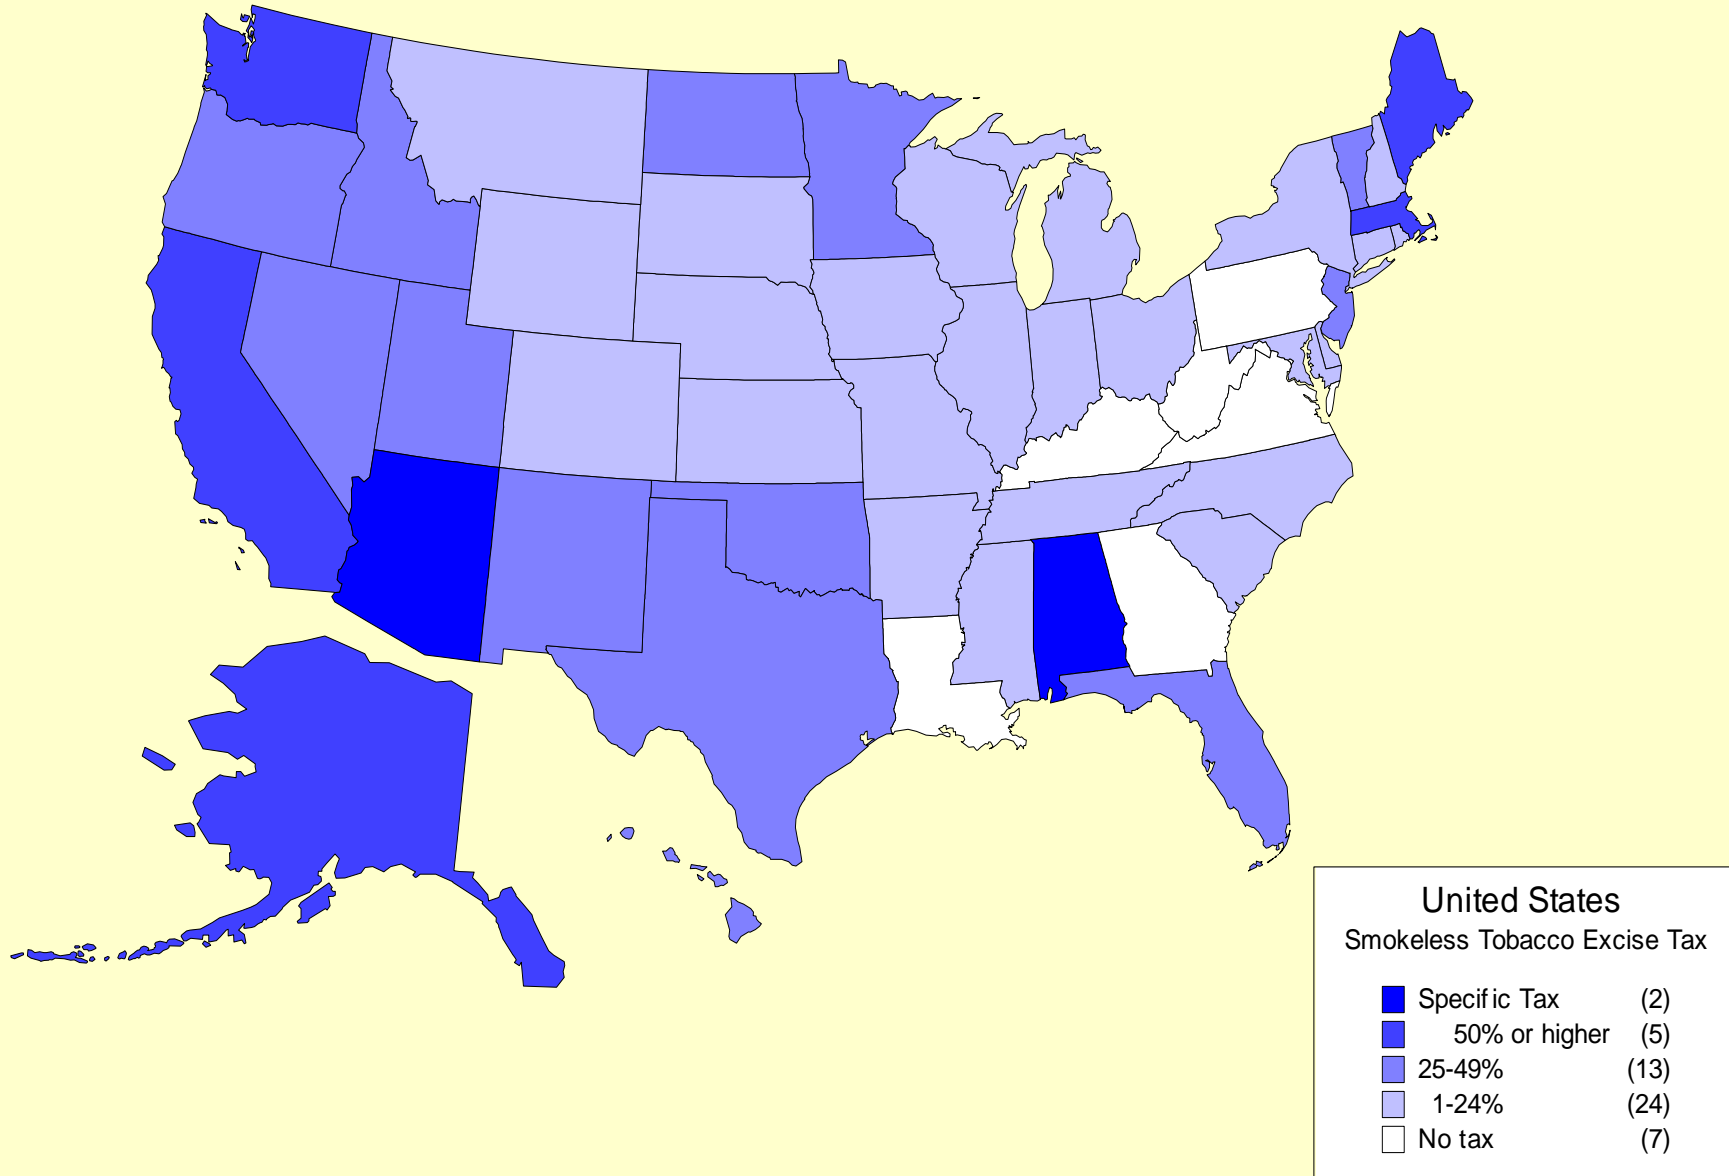 United States
Smokeless Tobacco Excise Tax
Specific Tax (2)
50% or higher (5)
25-49% (13)
1-24% (24)
No tax (7)